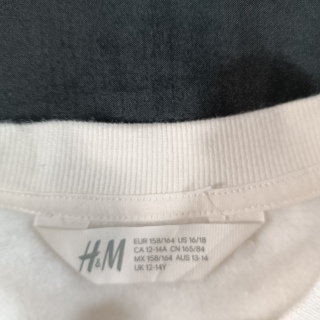 H&M
EUR 158/164 US 16/18
CA 12-14A CN 165/84
MX 158/164 AUS 13-14
UK 12-14Y